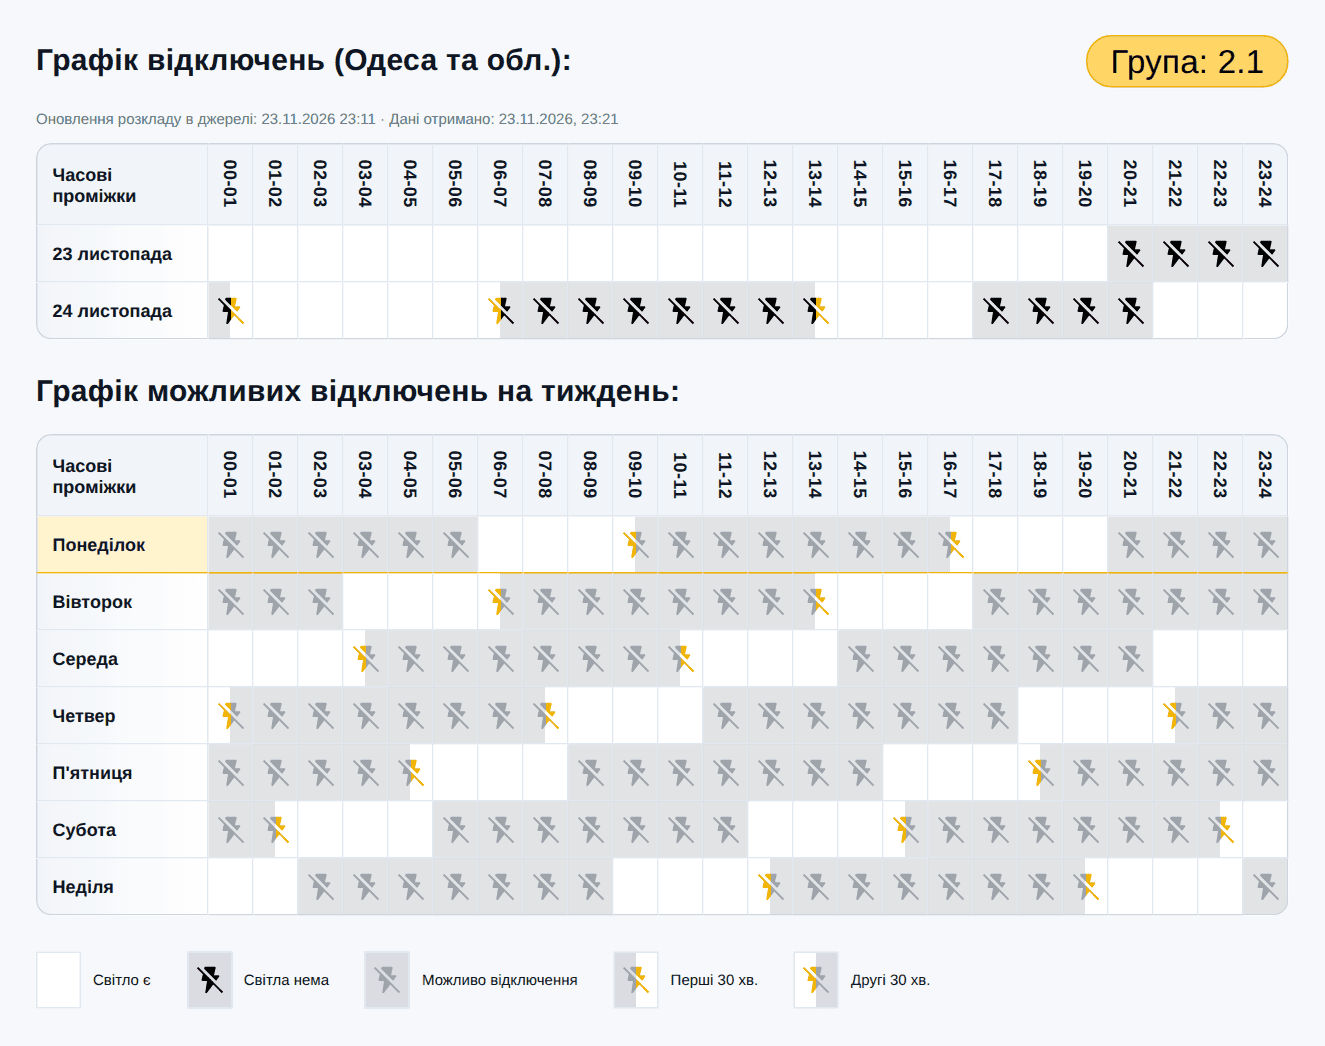 Графік відключень (Одеса та обл.):
Група: 2.1
Оновлення розкладу в джерелі: 23.11.2026 23:11 · Дані отримано: 23.11.2026, 23:21
Часові проміжки 00-01 01-02 02-03 03-04 04-05 05-06 06-07 07-08 08-09 09-10 10-11 11-12 12-13 13-14 14-15 15-16 16-17 17-18 18-19 19-20 20-21 21-22 22-23 23-24
23 листопада
24 листопада
Графік можливих відключень на тиждень:
Часові проміжки 00-01 01-02 02-03 03-04 04-05 05-06 06-07 07-08 08-09 09-10 10-11 11-12 12-13 13-14 14-15 15-16 16-17 17-18 18-19 19-20 20-21 21-22 22-23 23-24
Понеділок
Вівторок
Середа
Четвер
П'ятниця
Субота
Неділя
Світло є
Світла нема
Можливо відключення
Перші 30 хв.
Другі 30 хв.